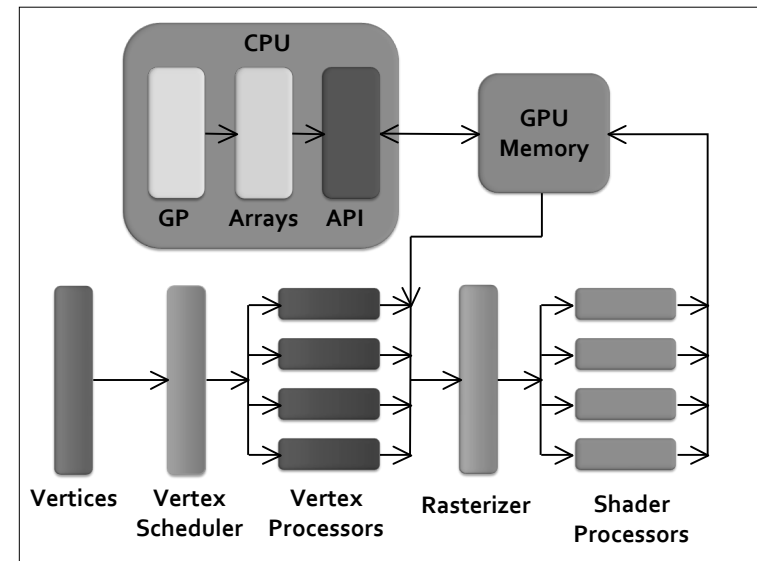 CPU
GP
Arrays
API
GPU
Memory
Vertices
Vertex
Scheduler
Vertex
Processors
Rasterizer
Shader
Processors